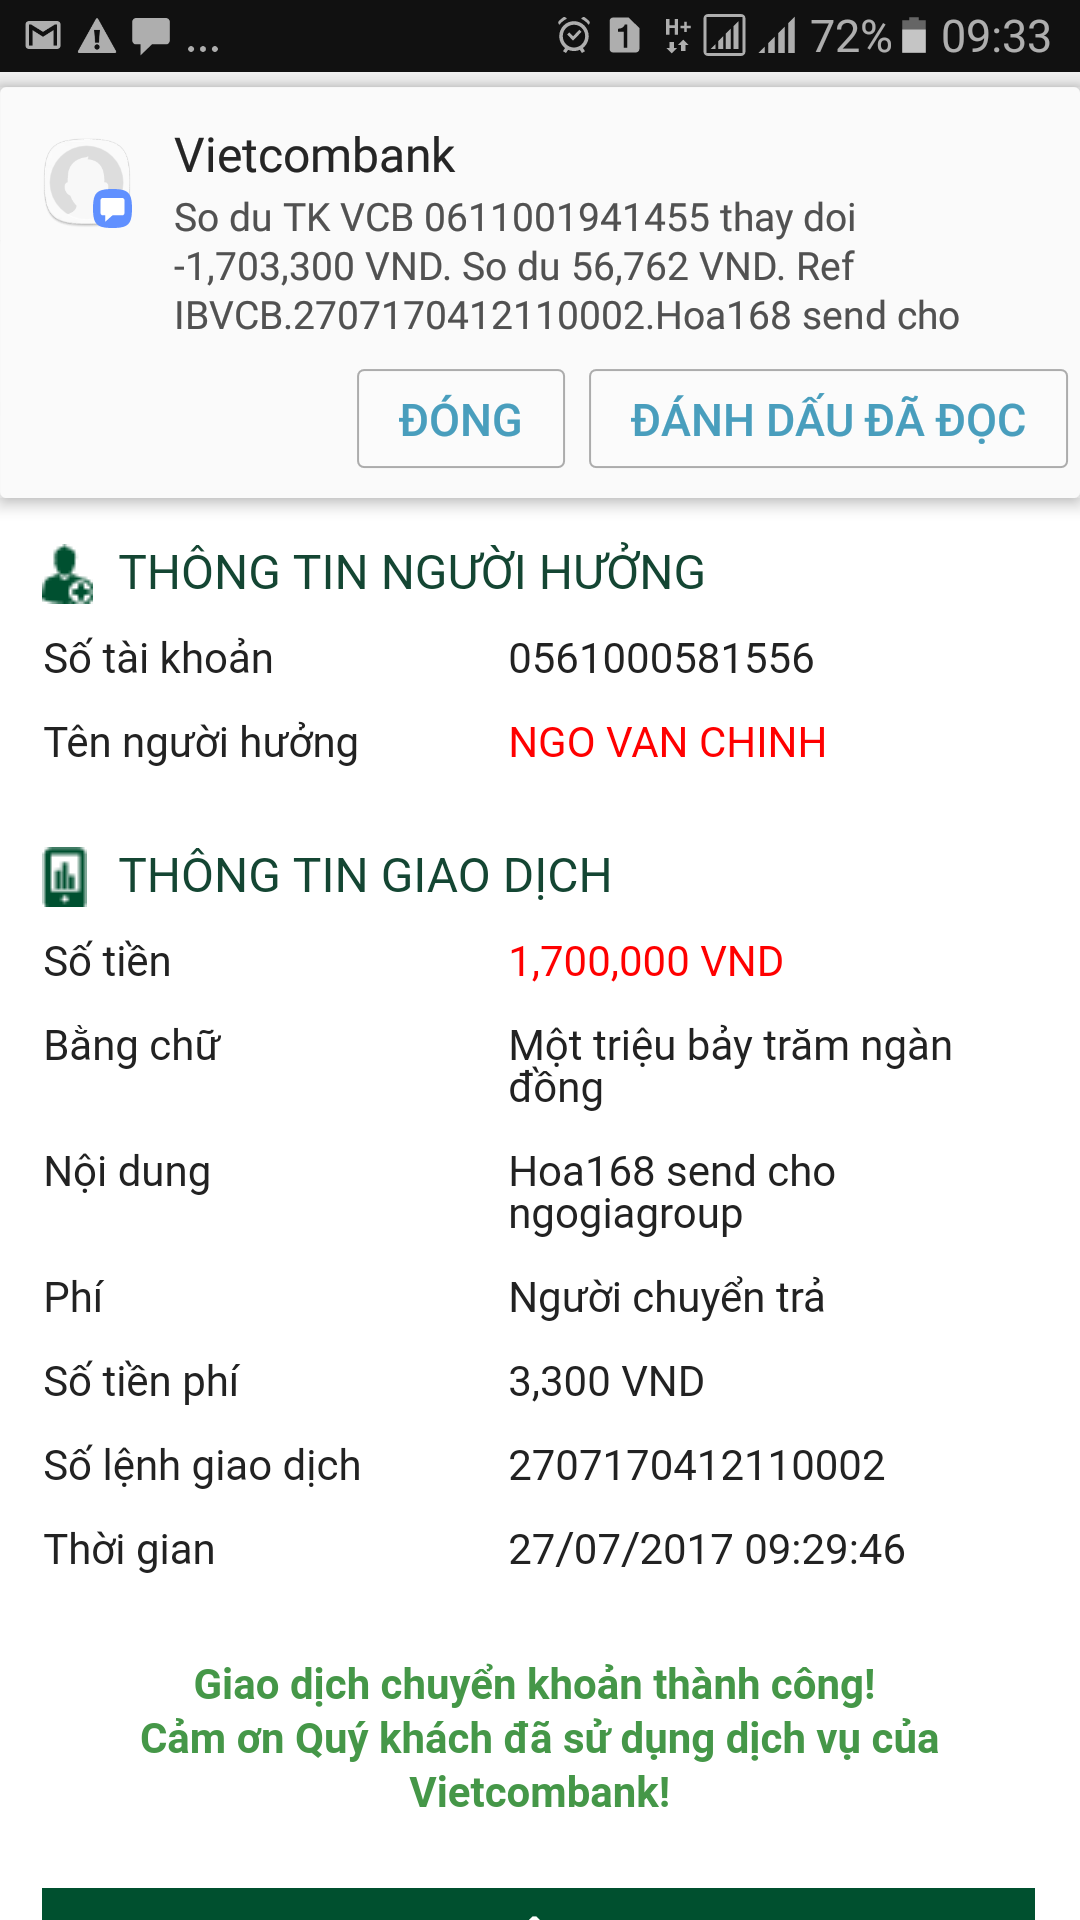 72% 09:33
Vietcombank
So du TK VCB 0611001941455 thay doi
-1,703,300 VND. So du 56,762 VND. Ref
IBVCB.2707170412110002.Hoa168 send cho
ĐÓNG ĐÁNH DẤU ĐÃ ĐỌC
THÔNG TIN NGƯỜI HƯỞNG
Số tài khoản 0561000581556
Tên người hưởng NGO VAN CHINH
THÔNG TIN GIAO DỊCH
Số tiền 1,700,000 VND
Bằng chữ Một triệu bảy trăm ngàn
đồng
Nội dung Hoa168 send cho
ngogiagroup
Phí Người chuyển trả
Số tiền phí 3,300 VND
Số lệnh giao dịch 2707170412110002
Thời gian 27/07/2017 09:29:46
Giao dịch chuyển khoản thành công!
Cảm ơn Quý khách đã sử dụng dịch vụ của
Vietcombank!